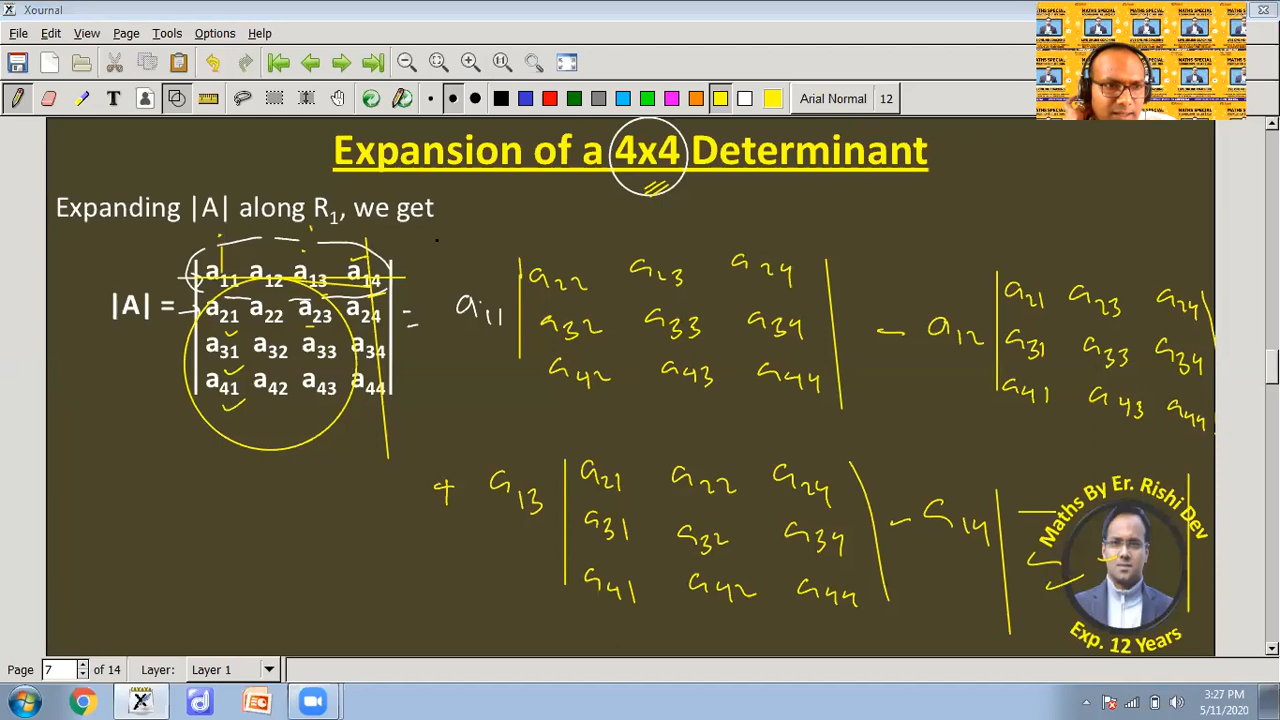 Xournal
File Edit View Page Tools Options Help
Arial Normal 12
Expansion of a 4x4 Determinant
Expanding |A| along R1, we get
|A| =
a11 a12 a13 a14
a21 a22 a23 a24
a31 a32 a33 a34
a41 a42 a43 a44
= a11
a22 a23 a24
a32 a33 a34
a42 a43 a44
- a12
a21 a23 a24
a31 a33 a34
a41 a43 a44
+ a13
a21 a22 a24
a31 a32 a34
a41 a42 a44
- a14
Maths By Er. Rishi Dev
Exp. 12 Years
Page 7 of 14 Layer: Layer 1
3:27 PM
5/11/2020